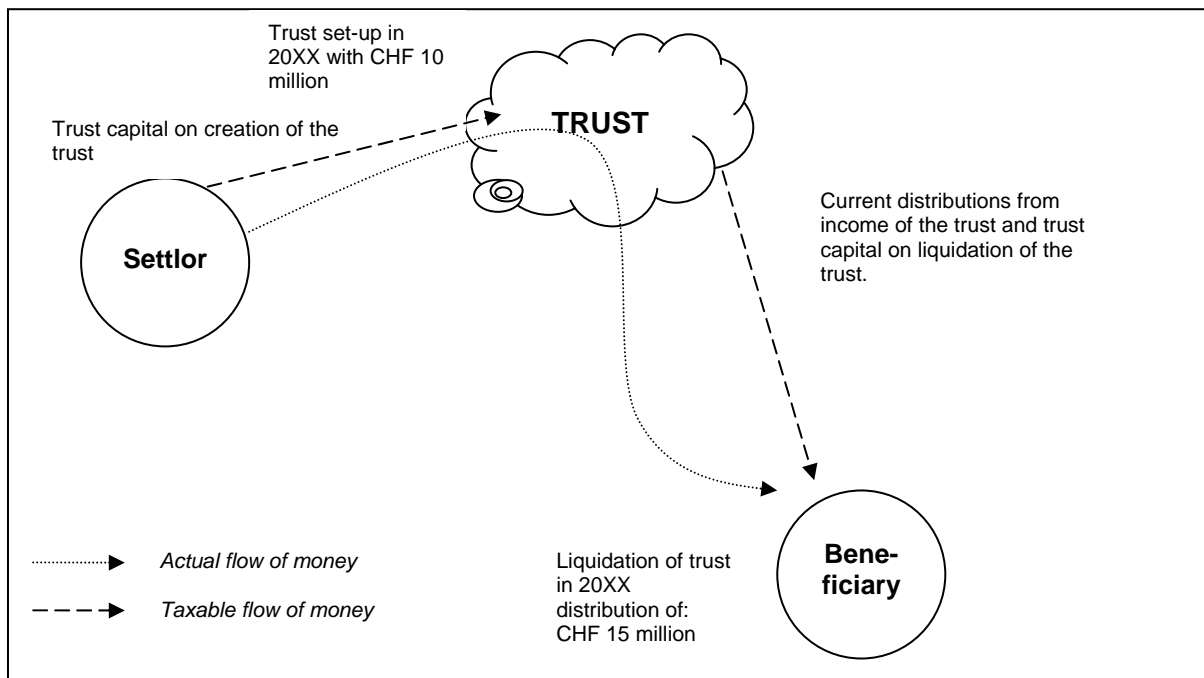 Trust set-up in
20XX with CHF 10
million
TRUST
Trust capital on creation of the
trust
Settlor
Current distributions from
income of the trust and trust
capital on liquidation of the
trust.
Actual flow of money
Taxable flow of money
Liquidation of trust
in 20XX
distribution of:
CHF 15 million
Bene-
ficiary